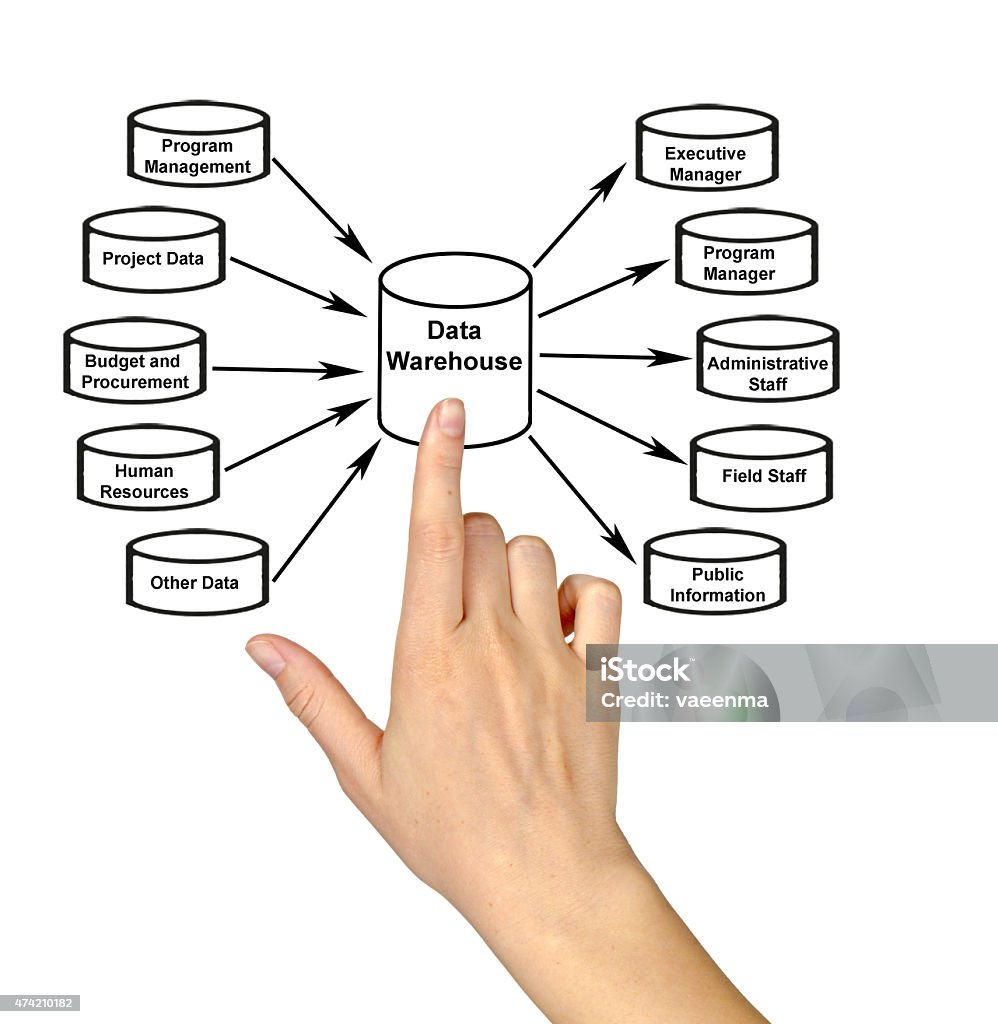 Program
Management
Project Data
Budget and
Procurement
Human
Resources
Other Data
Data
Warehouse
Executive
Manager
Program
Manager
Administrative
Staff
Field Staff
Public
Information
iStock™
Credit: vaeenma
474210182